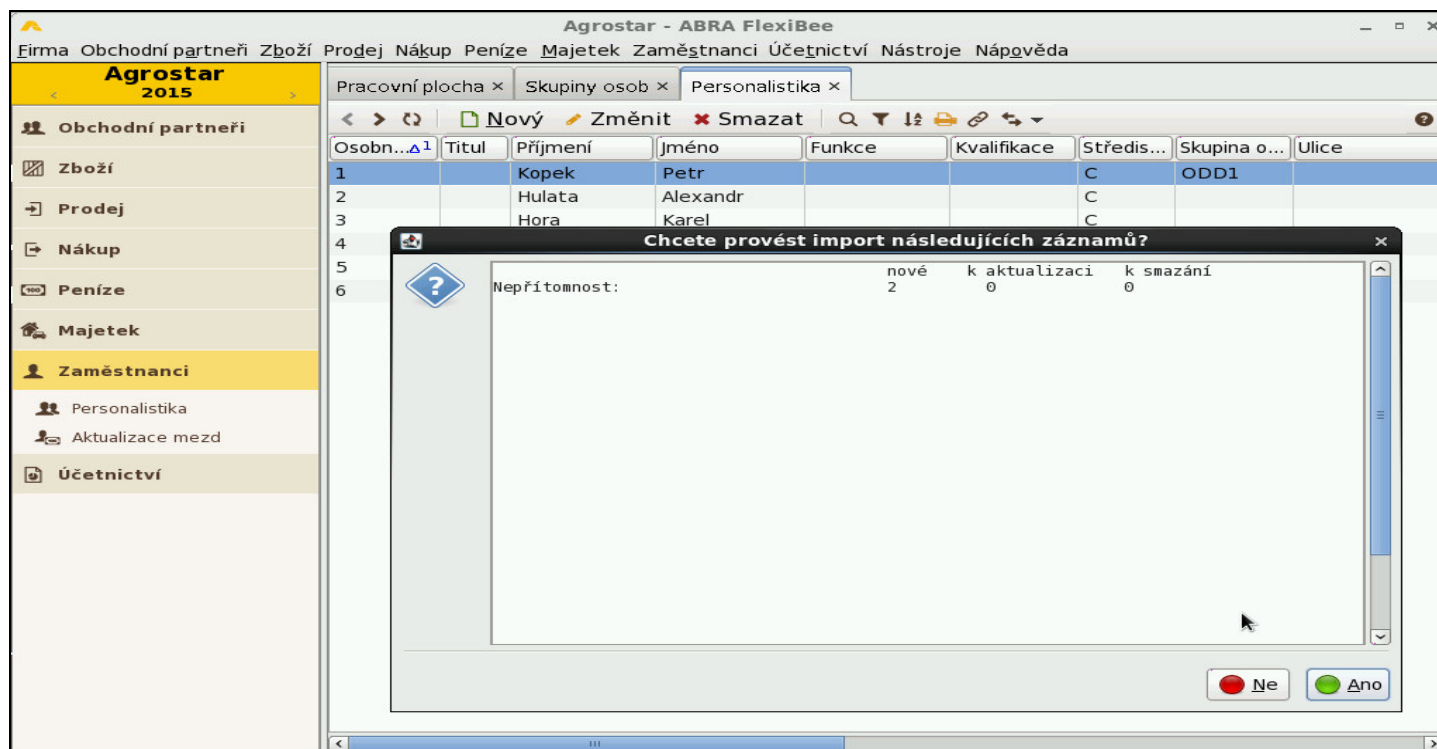 Agrostar - ABRA FlexiBee
Firma Obchodní partneři Zboží Prodej Nákup Peníze Majetek Zaměstnanci Účetnictví Nástroje Nápověda
Agrostar
2015
Obchodní partneři
Zboží
Prodej
Nákup
Peníze
Majetek
Zaměstnanci
Personalistika
Aktualizace mezd
Účetnictví
Pracovní plocha Skupiny osob Personalistika
Nový Změnit Smazat
Osobn... 1 Titul Příjmení Jméno Funkce Kvalifikace Středis... Skupina o... Ulice
1 Kopek Petr C ODD1
2 Hulata Alexandr C
3 Hora Karel C
4
5
6
Chcete provést import následujících záznamů?
nové k aktualizaci k smazání
Nepřítomnost: 2 0 0
Ne Ano